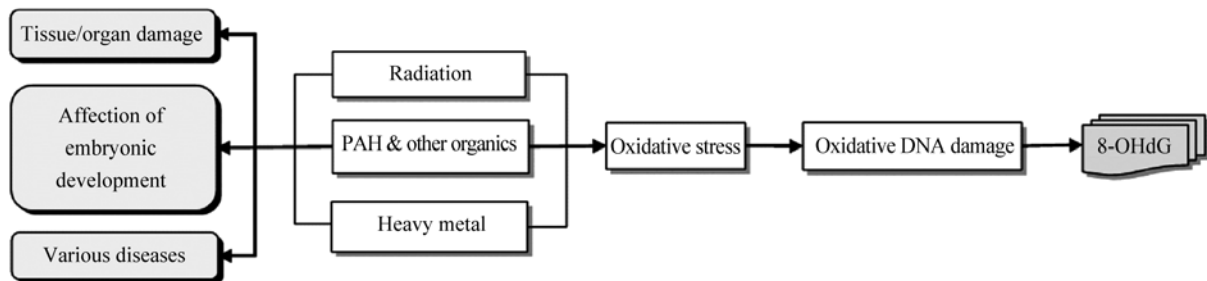 Tissue/organ damage
Affection of
embryonic
development
Various diseases
Radiation
PAH & other organics
Heavy metal
Oxidative stress
Oxidative DNA damage
8-OHdG